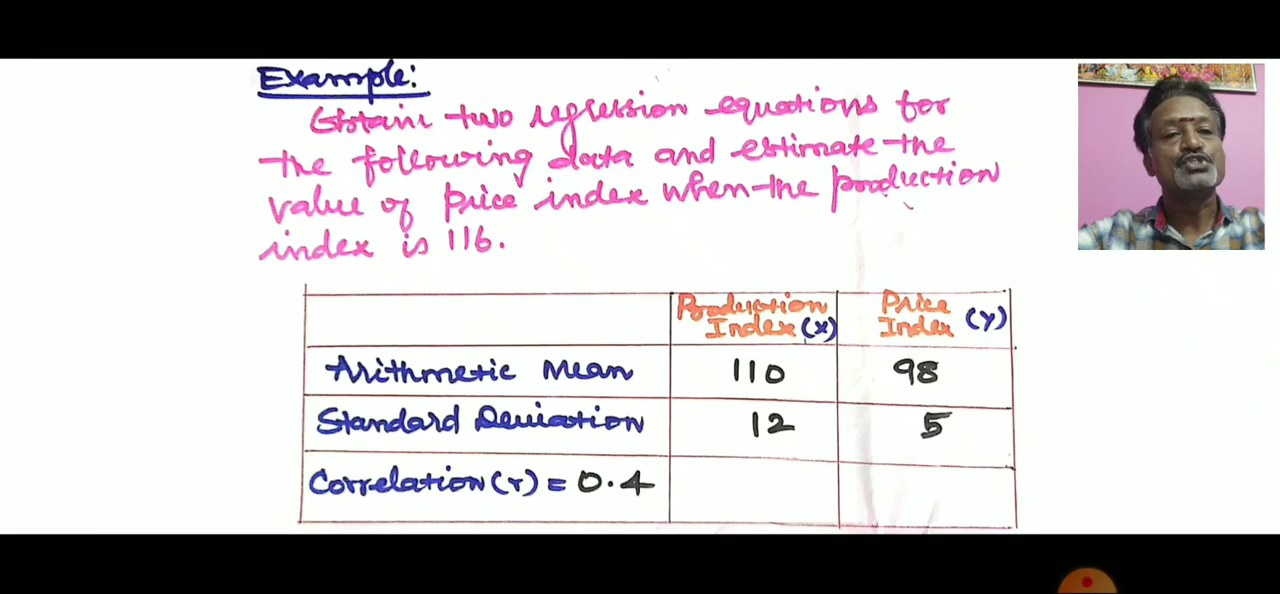 Example:
Obtain two regression equations for
the following data and estimate the
value of price index when the production
index is 116.
Production Index (x) Price Index (y)
Arithmetic Mean 110 98
Standard Deviation 12 5
Correlation (r) = 0.4